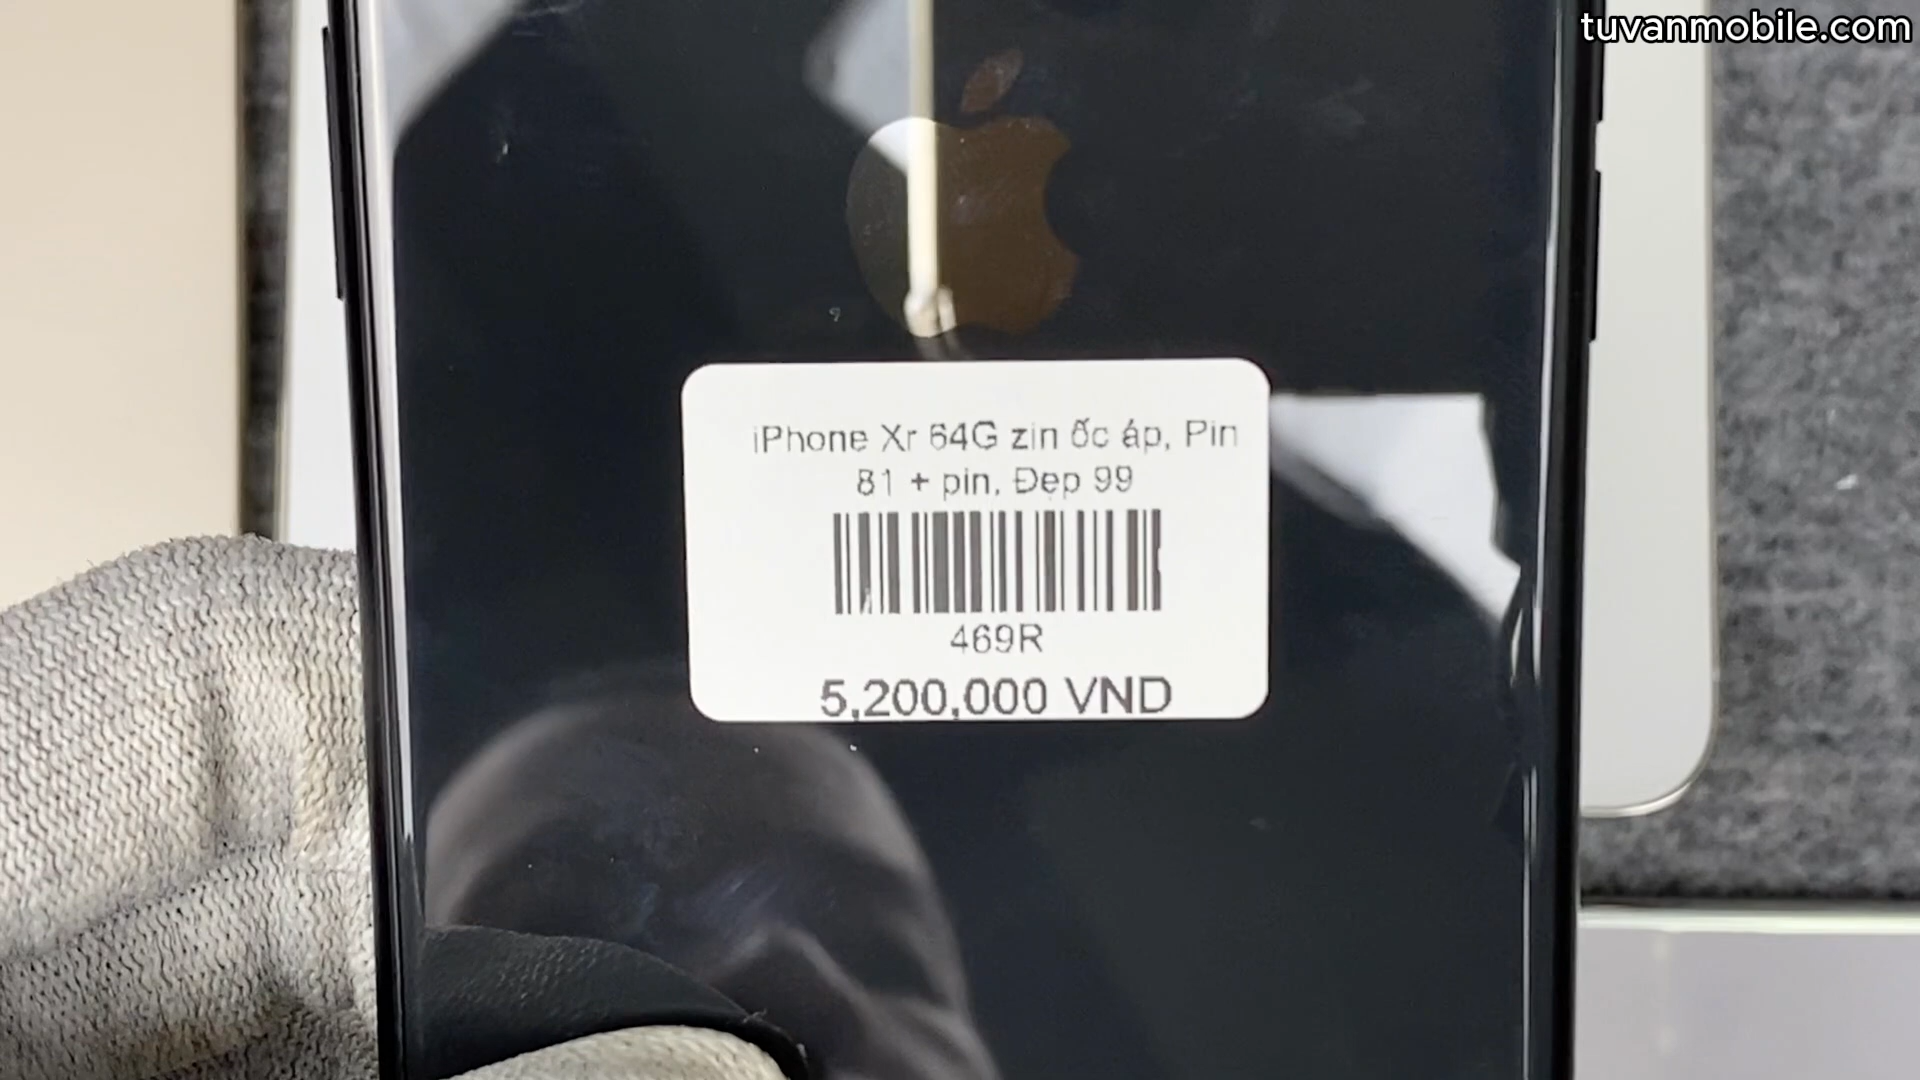 tuvanmobile.com
iPhone Xr 64G zin ốc áp, Pin
81 + pin, Đẹp 99
469R
5,200,000 VND